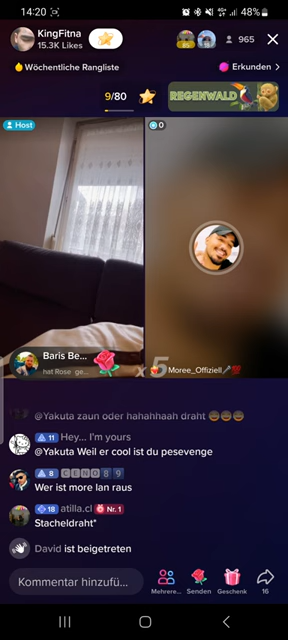 14:20
48%
KingFitna
15.3K Likes
965
Wöchentliche Rangliste
Erkunden >
9/80
REGENWALD
Host
0
Baris Be...
hat Rose ge...
x5
Moree_Offiziell🎤💯
@Yakuta zaun oder hahahhaah draht 😄😄😄
11 Hey... I'm yours
@Yakuta Weil er cool ist du pesevenge
8 CENO89
Wer ist more lan raus
18 atilla.cl Nr. 1
Stacheldraht*
David ist beigetreten
Kommentar hinzufü...
Mehrere...
Senden
Geschenk
16